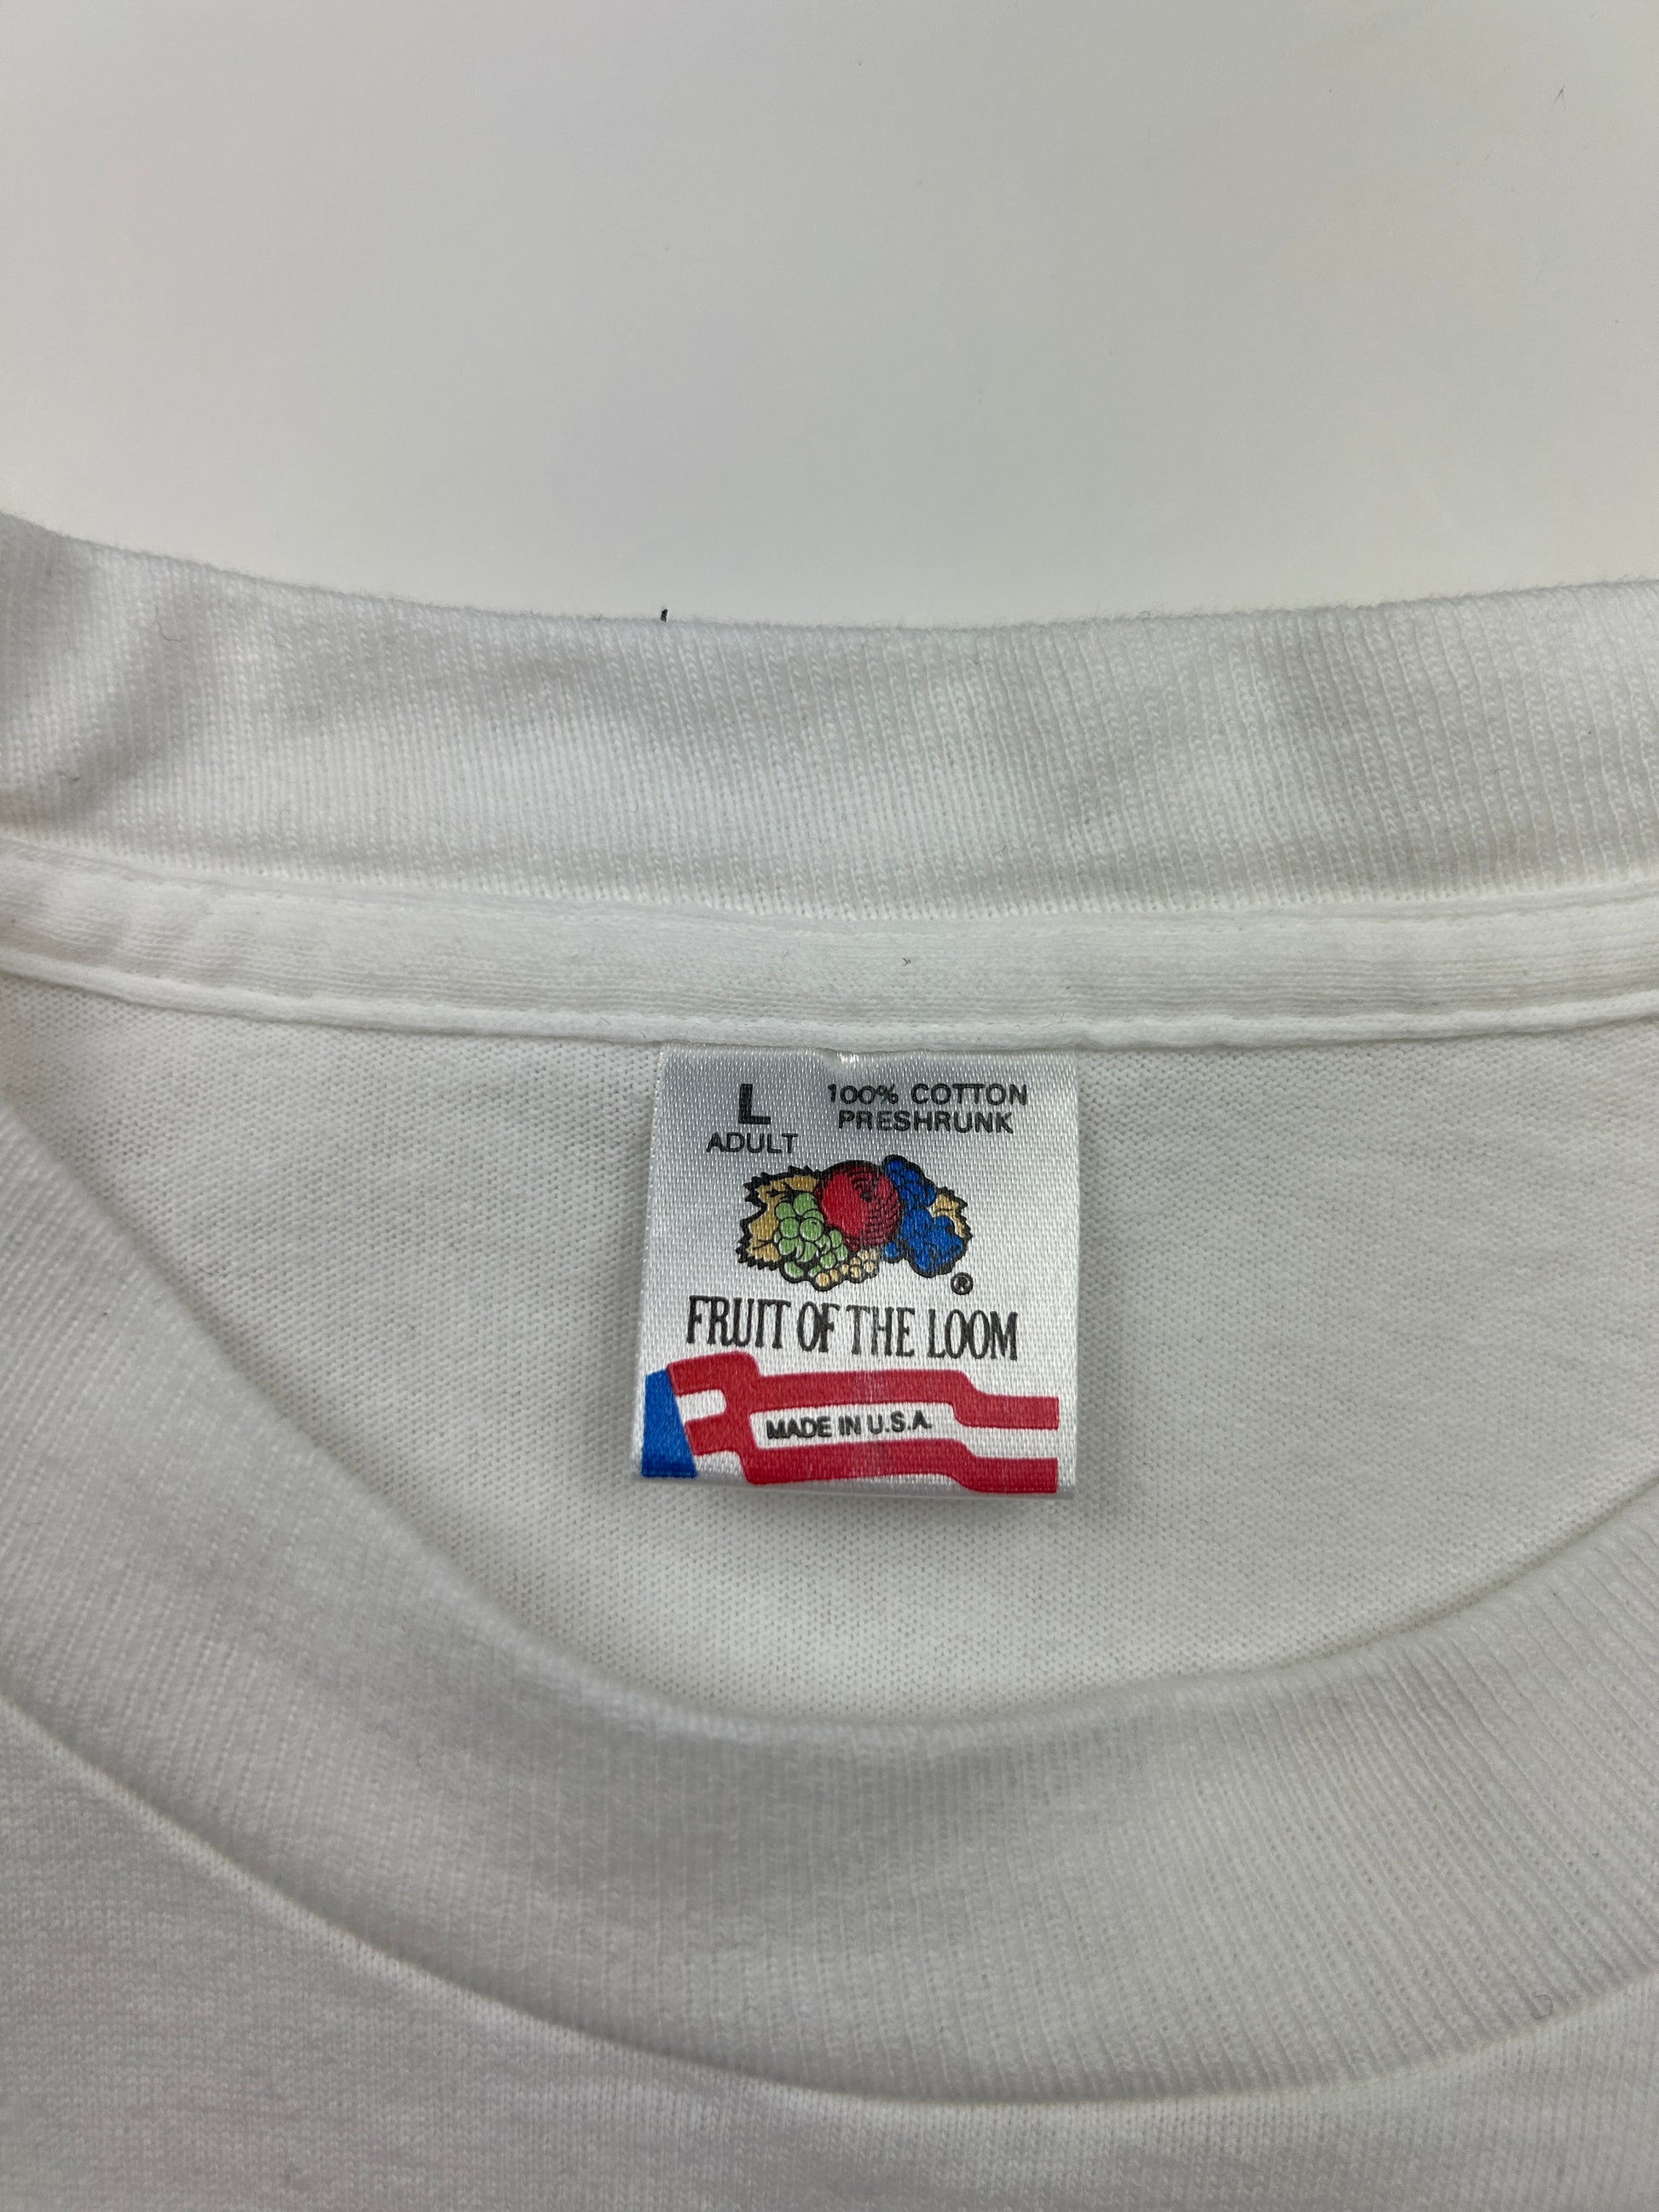 L
ADULT
100% COTTON
PRESHRUNK
®
FRUIT OF THE LOOM
MADE IN U.S.A.